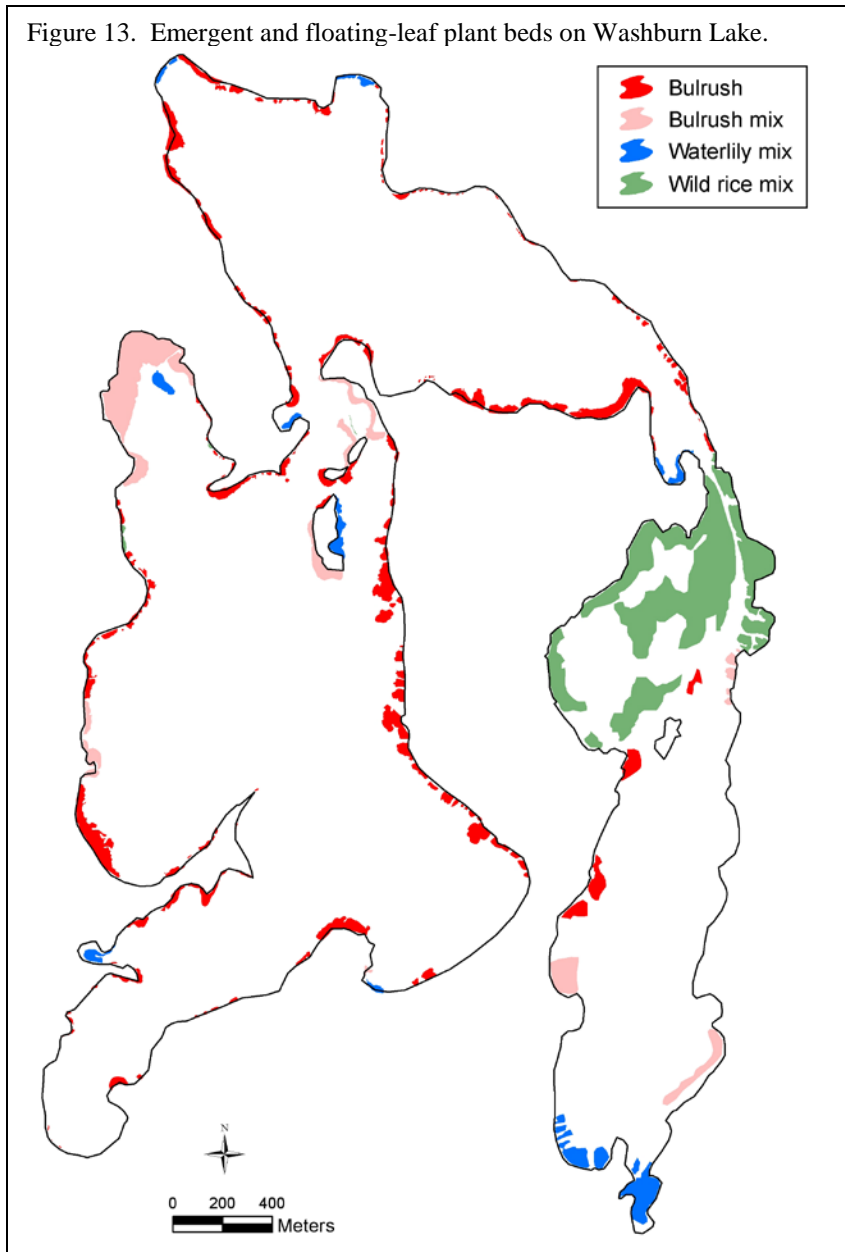 Figure 13. Emergent and floating-leaf plant beds on Washburn Lake.
Bulrush
Bulrush mix
Waterlily mix
Wild rice mix
N
0 200 400
Meters